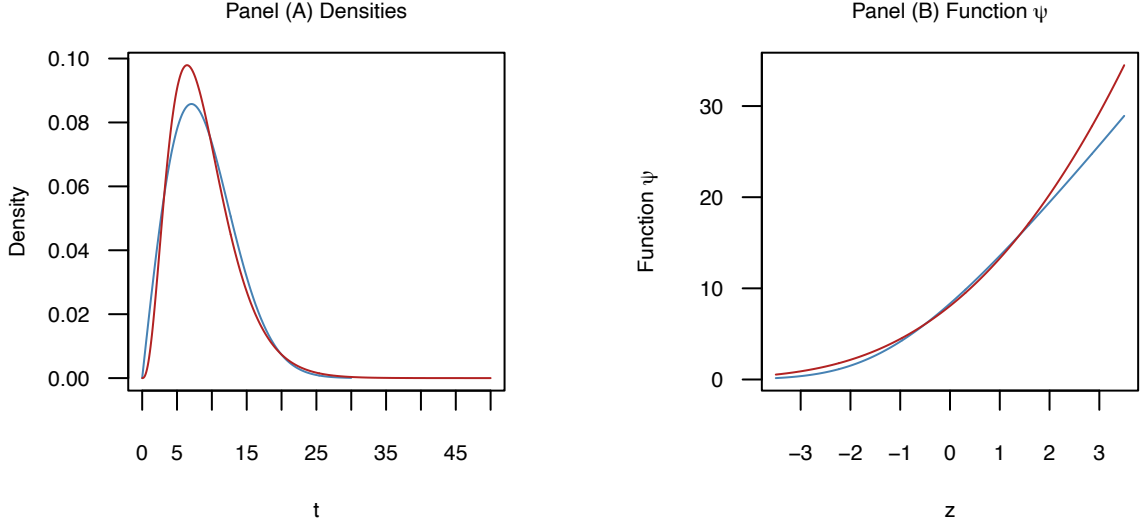 Panel (A) Densities
Density
0.10
0.08
0.06
0.04
0.02
0.00
0 5 15 25 35 45
t
Panel (B) Function ψ
Function ψ
30
20
10
0
−3 −2 −1 0 1 2 3
z